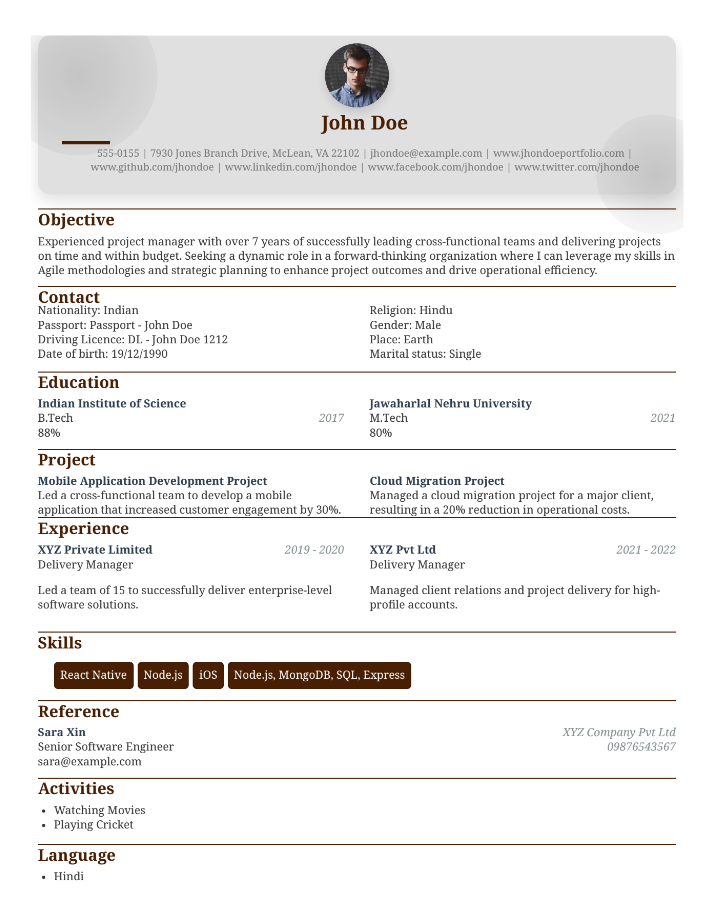 John Doe
555-0155 | 7930 Jones Branch Drive, McLean, VA 22102 | jhondoe@example.com | www.jhondoeportfolio.com |
www.github.com/jhondoe | www.linkedin.com/jhondoe | www.facebook.com/jhondoe | www.twitter.com/jhondoe
Objective
Experienced project manager with over 7 years of successfully leading cross-functional teams and delivering projects
on time and within budget. Seeking a dynamic role in a forward-thinking organization where I can leverage my skills in
Agile methodologies and strategic planning to enhance project outcomes and drive operational efficiency.
Contact
Nationality: Indian
Passport: Passport - John Doe
Driving Licence: DL - John Doe 1212
Date of birth: 19/12/1990
Religion: Hindu
Gender: Male
Place: Earth
Marital status: Single
Education
Indian Institute of Science
B.Tech 2017
88%
Jawaharlal Nehru University
M.Tech 2021
80%
Project
Mobile Application Development Project
Led a cross-functional team to develop a mobile
application that increased customer engagement by 30%.
Cloud Migration Project
Managed a cloud migration project for a major client,
resulting in a 20% reduction in operational costs.
Experience
XYZ Private Limited 2019 - 2020
Delivery Manager
Led a team of 15 to successfully deliver enterprise-level
software solutions.
XYZ Pvt Ltd 2021 - 2022
Delivery Manager
Managed client relations and project delivery for high-
profile accounts.
Skills
React Native Node.js iOS Node.js, MongoDB, SQL, Express
Reference
Sara Xin XYZ Company Pvt Ltd
Senior Software Engineer 09876543567
sara@example.com
Activities
• Watching Movies
• Playing Cricket
Language
• Hindi